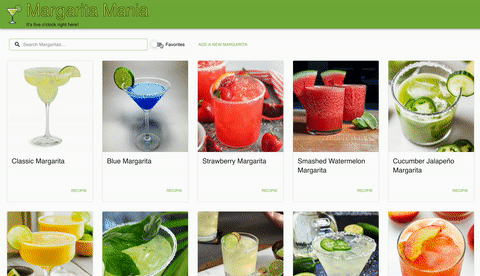 Margarita Mania
It's five o'clock right here!
Search Margaritas...
Favorites
ADD A NEW MARGARITA
Classic Margarita
RECIPE
Blue Margarita
RECIPE
Strawberry Margarita
RECIPE
Smashed Watermelon
Margarita
RECIPE
Cucumber Jalapeño
Margarita
RECIPE